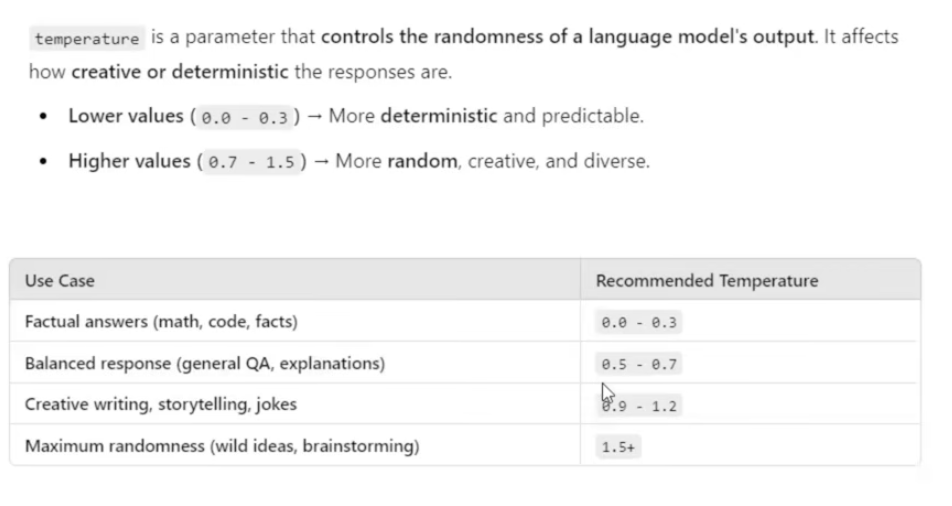 temperature is a parameter that controls the randomness of a language model's output. It affects
how creative or deterministic the responses are.
• Lower values ( 0.0 - 0.3 ) → More deterministic and predictable.
• Higher values ( 0.7 - 1.5 ) → More random, creative, and diverse.
Use Case Recommended Temperature
Factual answers (math, code, facts) 0.0 - 0.3
Balanced response (general QA, explanations) 0.5 - 0.7
Creative writing, storytelling, jokes 0.9 - 1.2
Maximum randomness (wild ideas, brainstorming) 1.5+